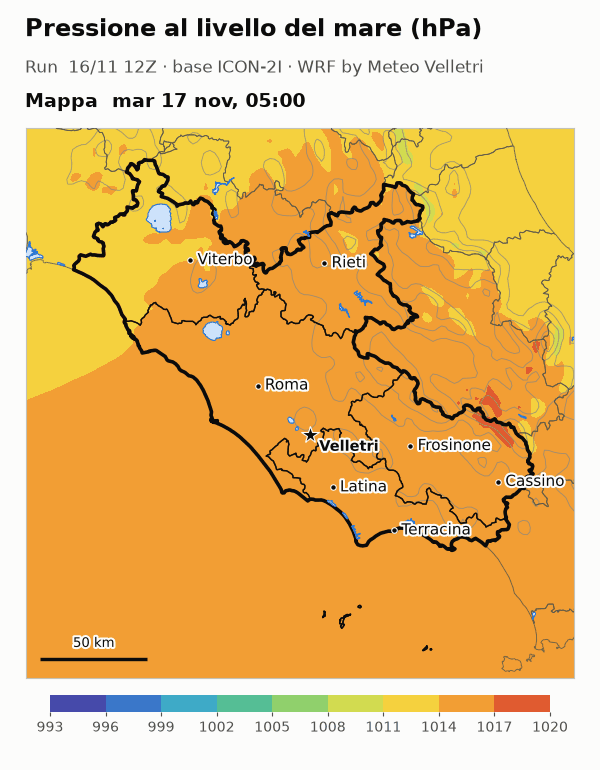 Pressione al livello del mare (hPa)
Run  16/11 12Z · base ICON-2I · WRF by Meteo Velletri
Mappa  mar 17 nov, 05:00
Viterbo
Rieti
Roma
Velletri
Frosinone
Cassino
Latina
Terracina
50 km
993 996 999 1002 1005 1008 1011 1014 1017 1020